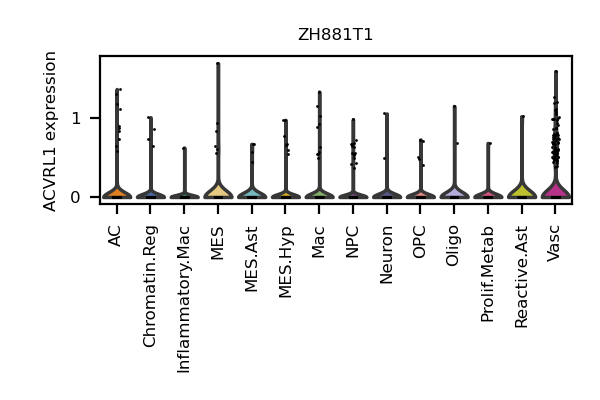 ZH881T1
ACVRL1 expression
1
0
AC
Chromatin.Reg
Inflammatory.Mac
MES
MES.Ast
MES.Hyp
Mac
NPC
Neuron
OPC
Oligo
Prolif.Metab
Reactive.Ast
Vasc